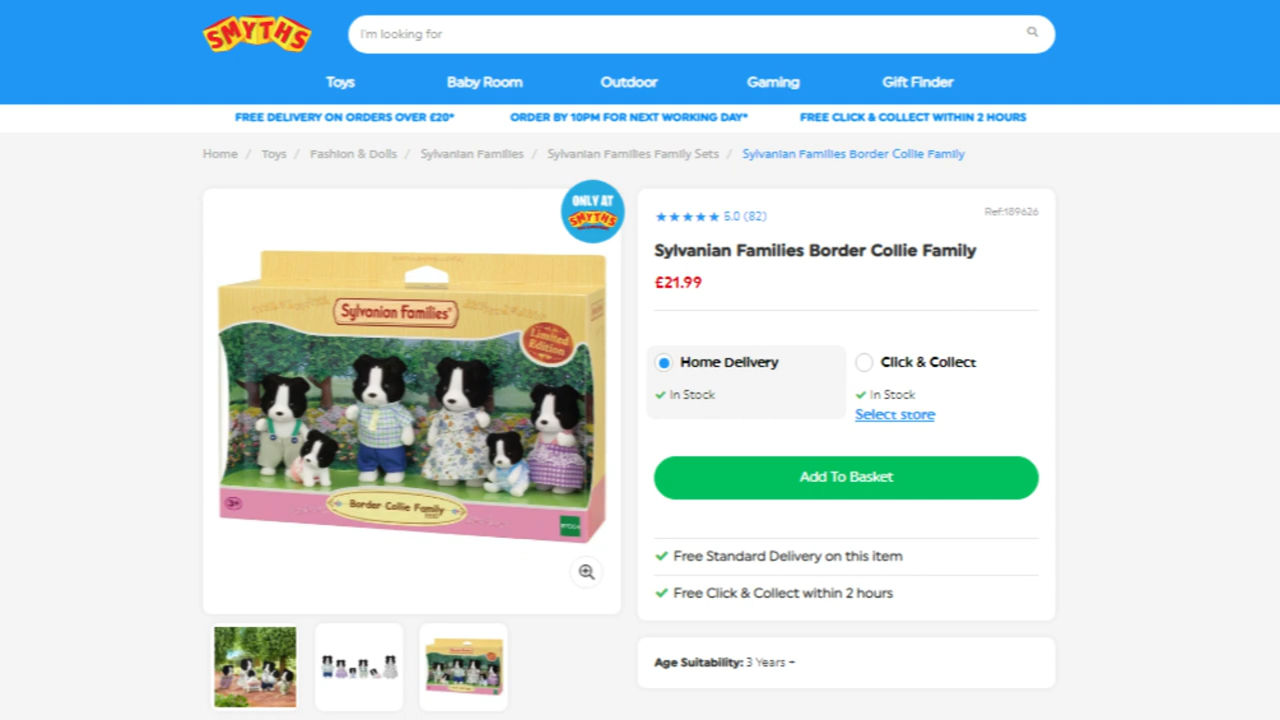 SMYTHS
I'm looking for
Toys
Baby Room
Outdoor
Gaming
Gift Finder
FREE DELIVERY ON ORDERS OVER £20*
ORDER BY 10PM FOR NEXT WORKING DAY*
FREE CLICK & COLLECT WITHIN 2 HOURS
Home / Toys / Fashion & Dolls / Sylvanian Families / Sylvanian Families Family Sets / Sylvanian Families Border Collie Family
ONLY AT
SMYTHS
Sylvanian Families
Limited
Edition
Border Collie Family
3+
★★★★★ 5.0 (82)
Ref:189626
Sylvanian Families Border Collie Family
£21.99
Home Delivery
In Stock
Click & Collect
In Stock
Select store
Add To Basket
Free Standard Delivery on this item
Free Click & Collect within 2 hours
Age Suitability: 3 Years +